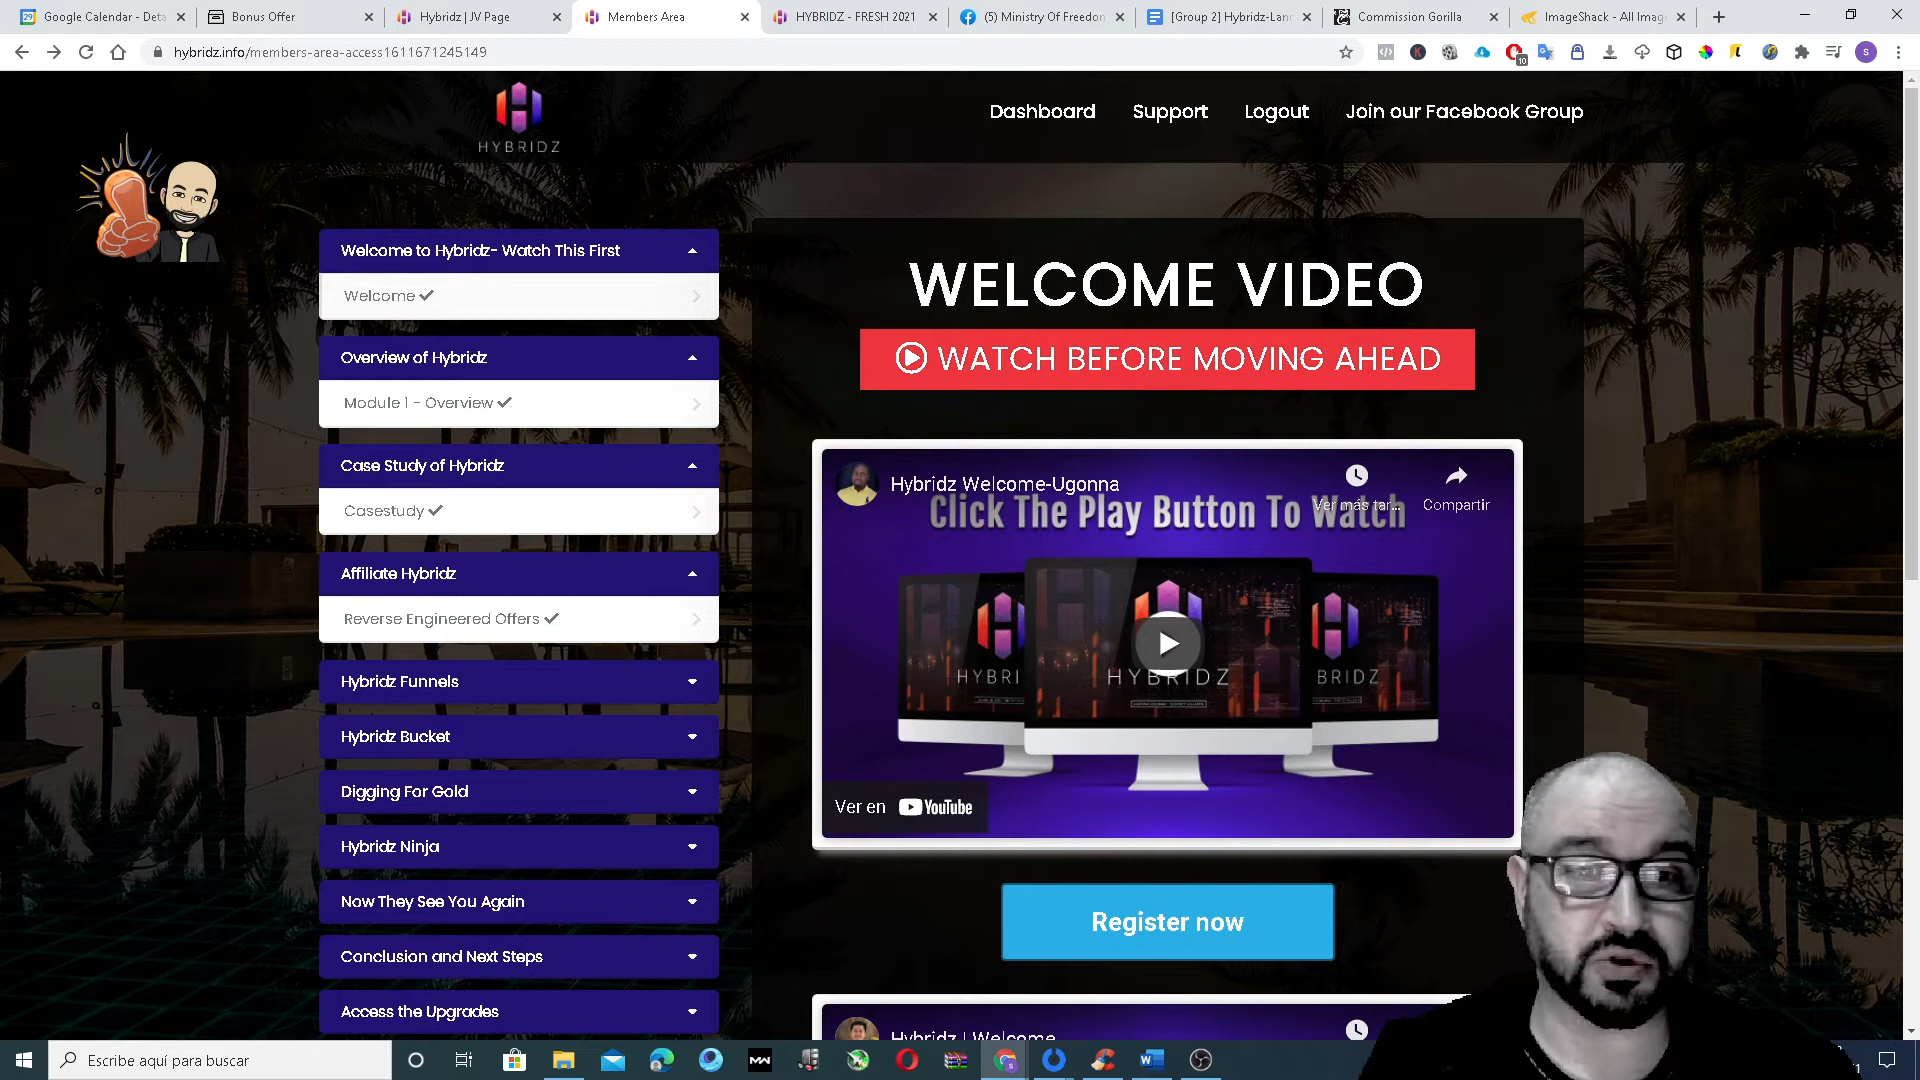 Google Calendar - Deta
Bonus Offer
Hybridz | JV Page
Members Area
HYBRIDZ - FRESH 2021
(5) Ministry Of Freedom
[Group 2] Hybridz-Lan
Commission Gorilla
ImageShack - All Imag
hybridz.info/members-area-access1611671245149
10
S
HYBRIDZ
Dashboard
Support
Logout
Join our Facebook Group
Welcome to Hybridz- Watch This First
Welcome ✔
Overview of Hybridz
Module 1 - Overview ✔
Case Study of Hybridz
Casestudy ✔
Affiliate Hybridz
Reverse Engineered Offers ✔
Hybridz Funnels
Hybridz Bucket
Digging For Gold
Hybridz Ninja
Now They See You Again
Conclusion and Next Steps
Access the Upgrades
WELCOME VIDEO
WATCH BEFORE MOVING AHEAD
Hybridz Welcome-Ugonna
Ver más tar...
Compartir
Click The Play Button To Watch
HYBRI
HYBRIDZ
BRIDZ
Ver en YouTube
Register now
Hybridz | Welcome
Escribe aquí para buscar